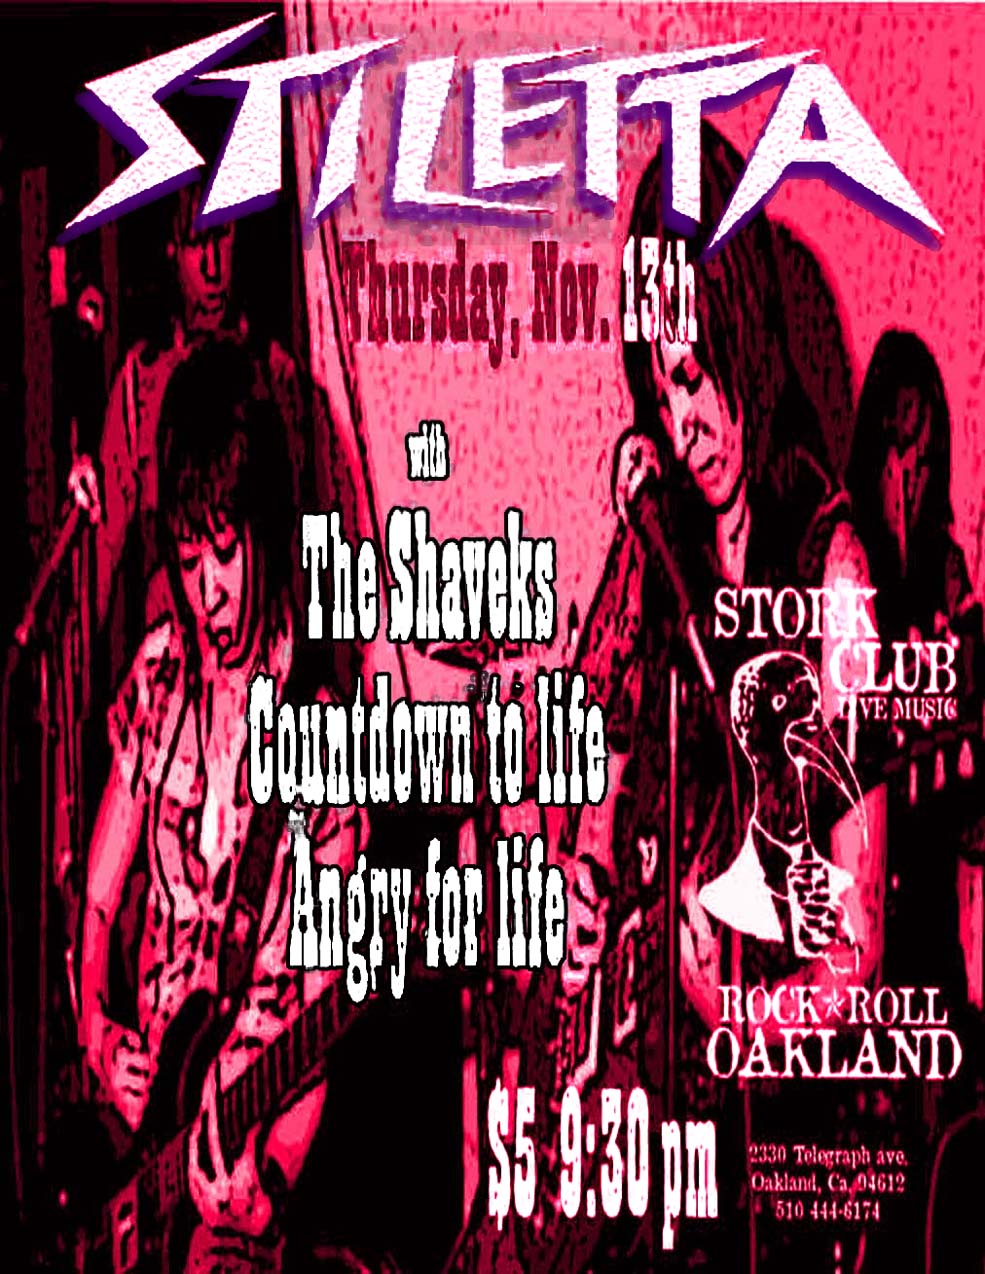 STILETTA
Thursday, Nov. 13th
with
The Shaveks
Countdown to life
Angry for life
STORK
CLUB
LIVE MUSIC
ROCK★ROLL
OAKLAND
$5 9:30 pm
2330 Telegraph ave.
Oakland, Ca, 94612
510 444-6174